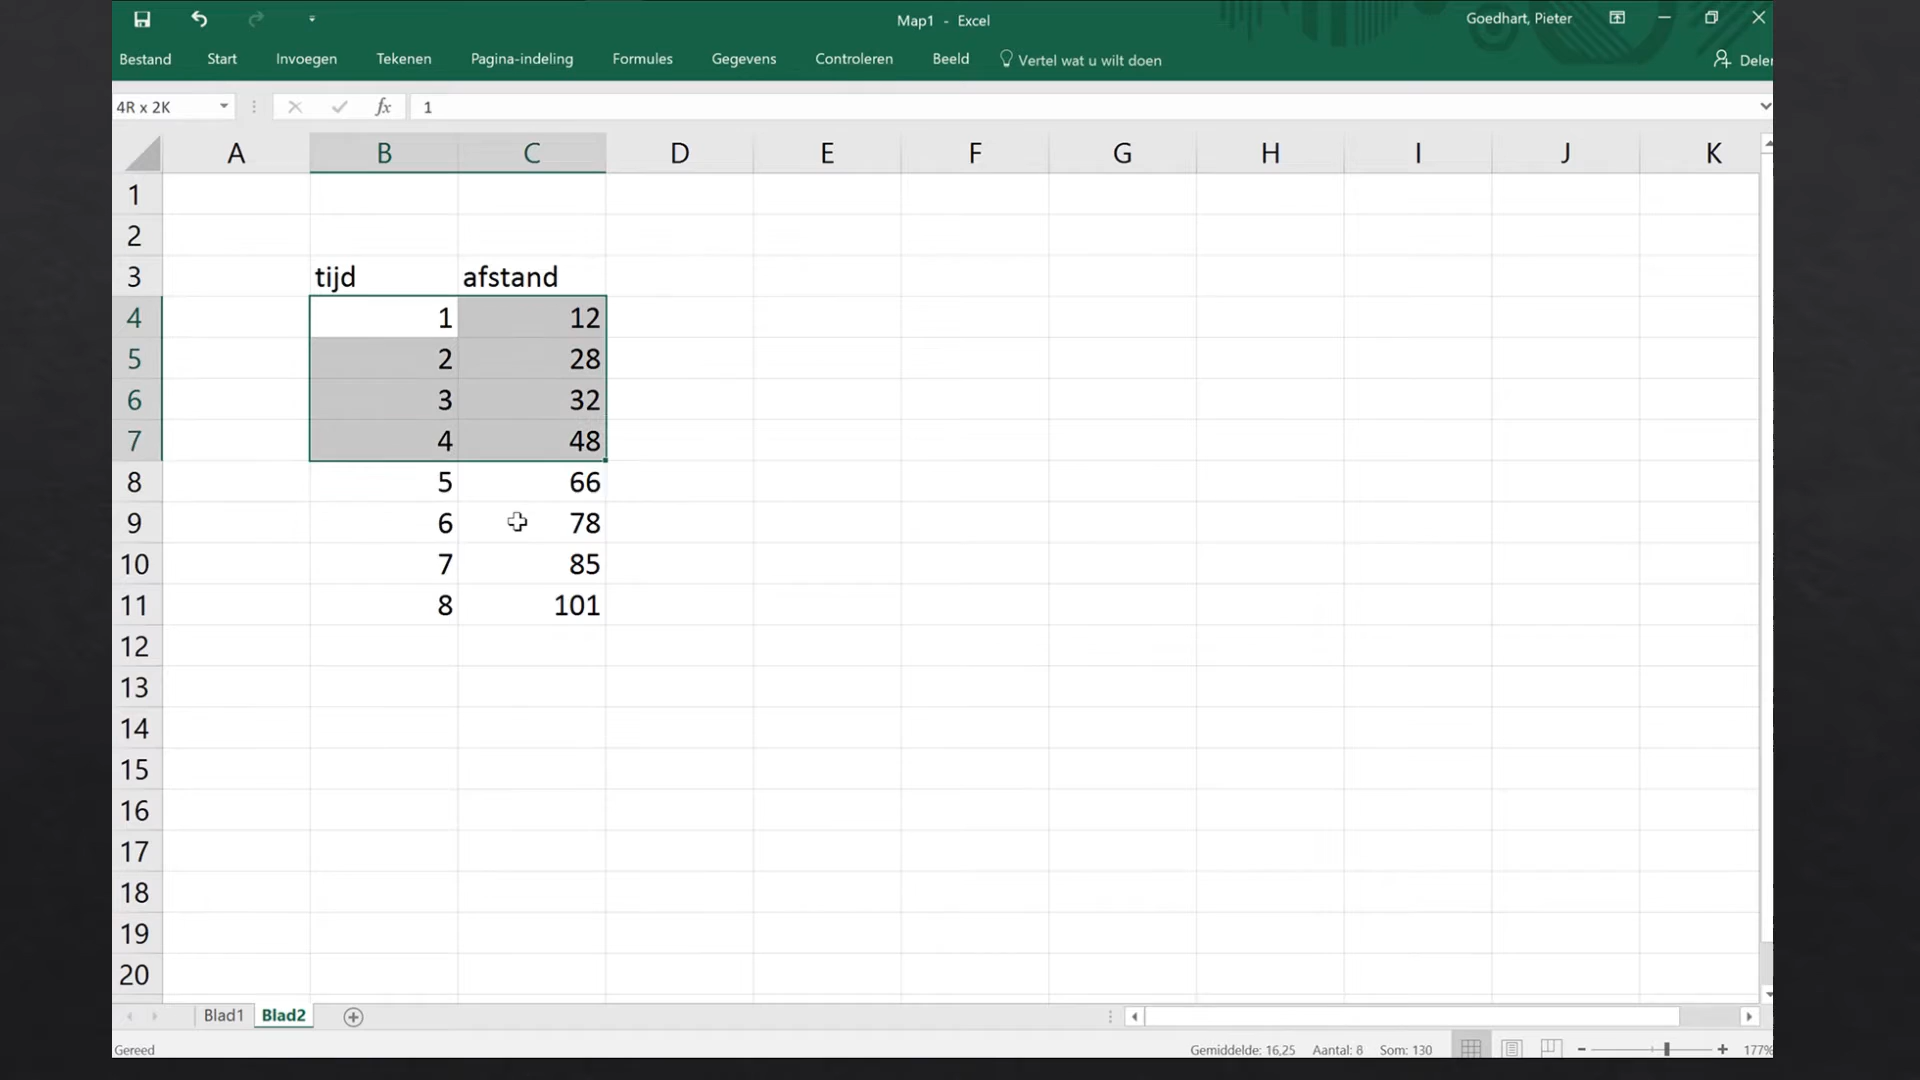 Map1 - Excel
Goedhart, Pieter
Bestand Start Invoegen Tekenen Pagina-indeling Formules Gegevens Controleren Beeld Vertel wat u wilt doen Delen
4R x 2K fx 1
A B C D E F G H I J K
1
2
3 tijd afstand
4 1 12
5 2 28
6 3 32
7 4 48
8 5 66
9 6 78
10 7 85
11 8 101
12
13
14
15
16
17
18
19
20
Blad1 Blad2
Gereed Gemiddelde: 16,25 Aantal: 8 Som: 130 177%